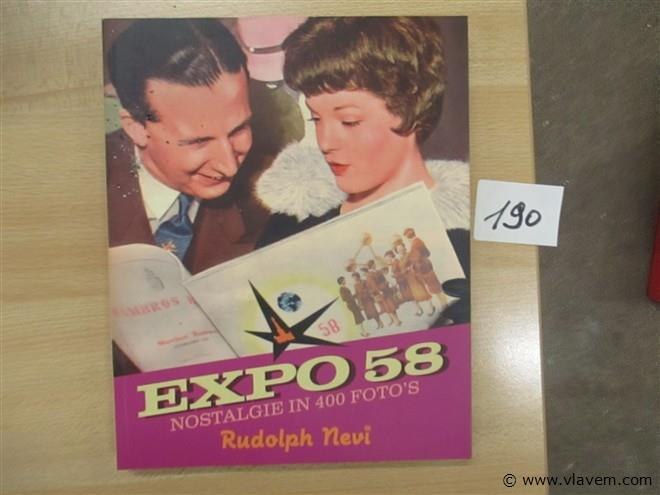 190
58
EXPO 58
NOSTALGIE IN 400 FOTO'S
Rudolph Nevi
© www.vlavem.com